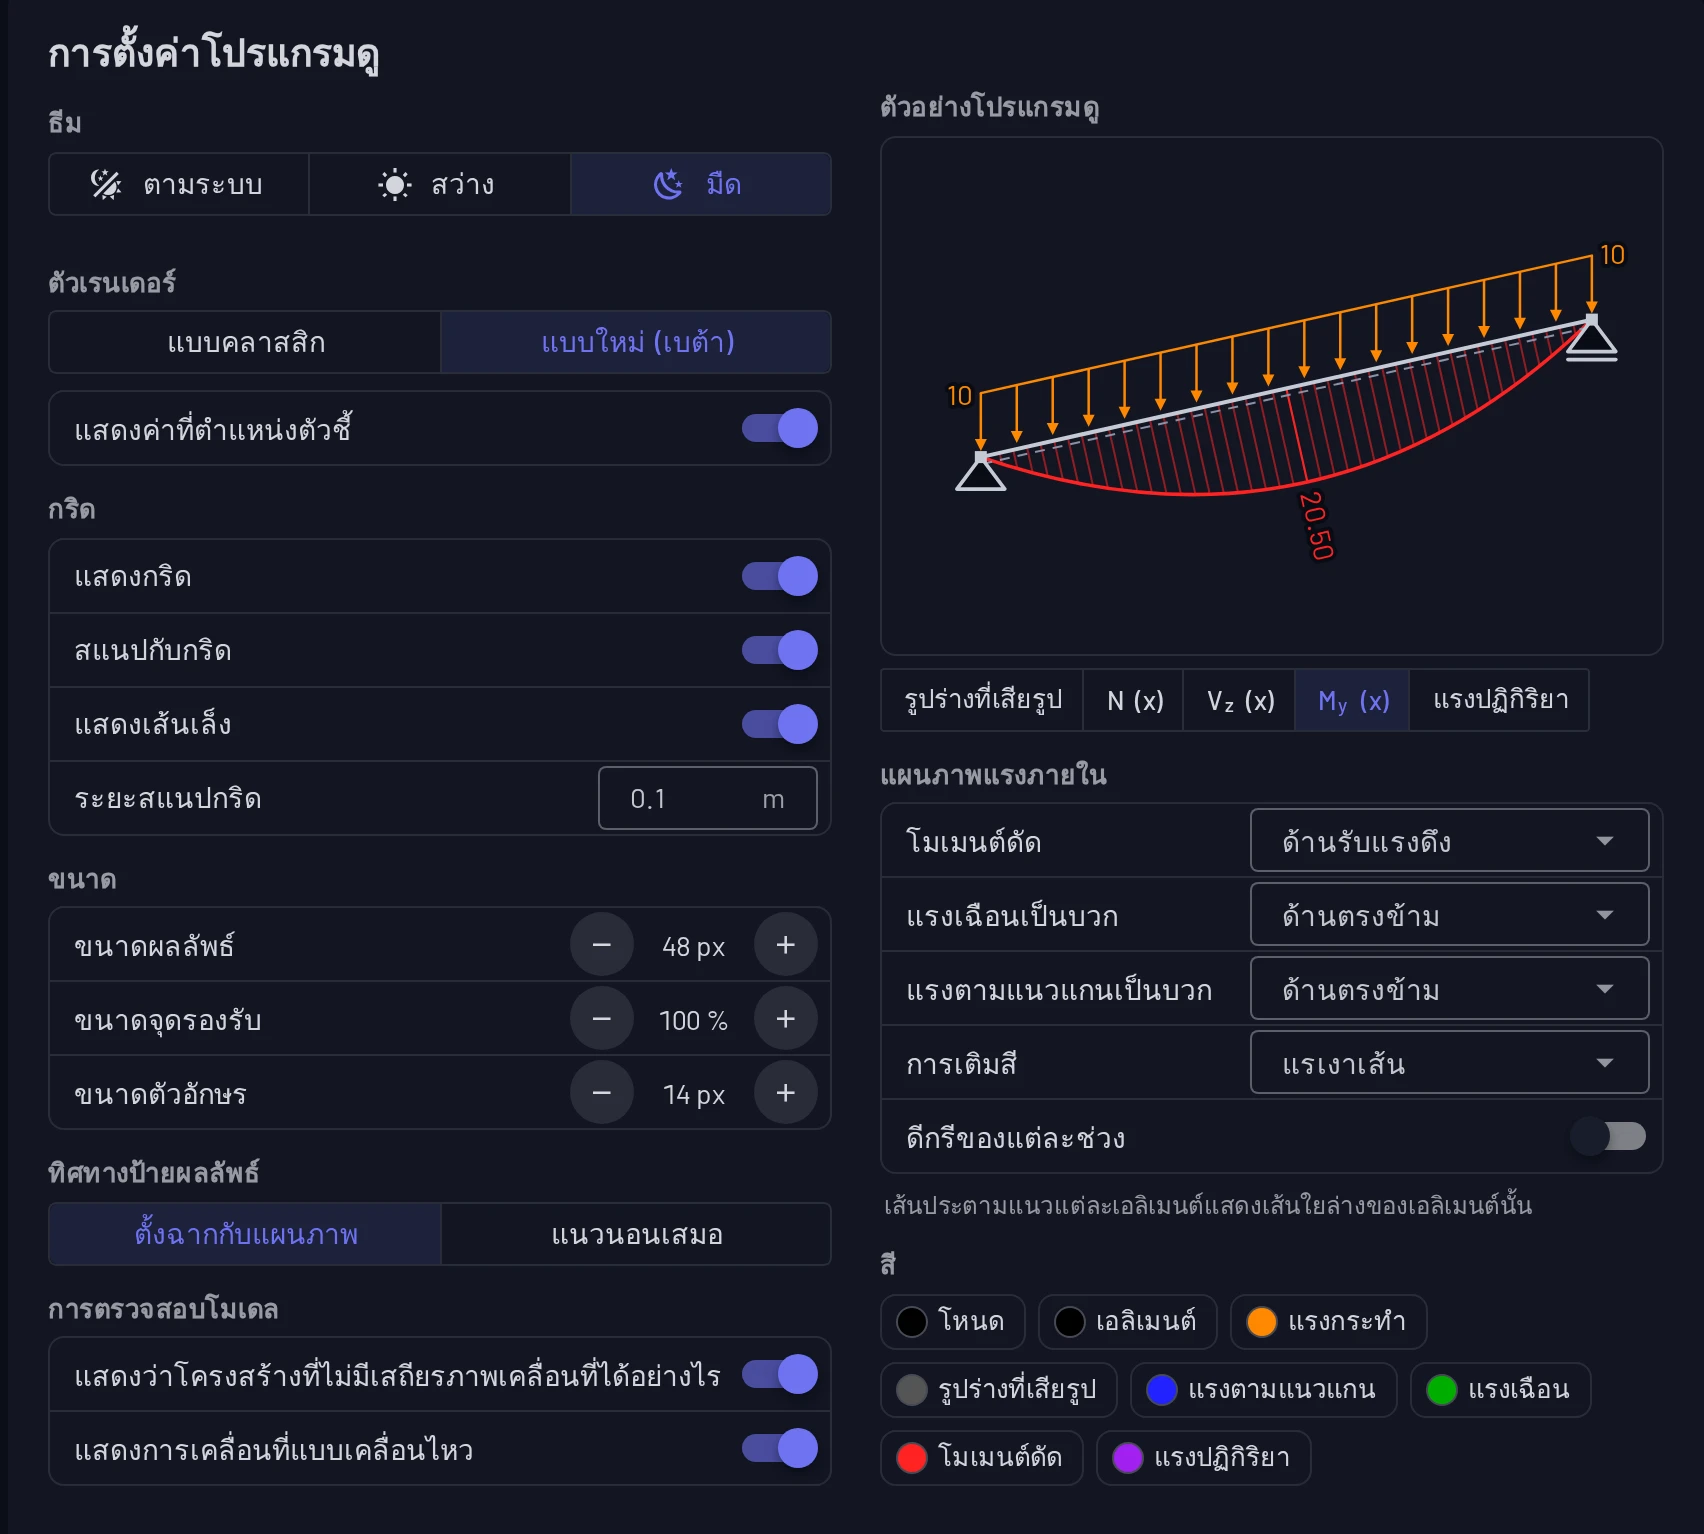 การตั้งค่าโปรแกรมดู
ธีม
ตามระบบ
สว่าง
มืด
ตัวเรนเดอร์
แบบคลาสสิก
แบบใหม่ (เบต้า)
แสดงค่าที่ตำแหน่งตัวชี้
กริด
แสดงกริด
สแนปกับกริด
แสดงเส้นเล็ง
ระยะสแนปกริด
0.1 m
ขนาด
ขนาดผลลัพธ์
− 48 px +
ขนาดจุดรองรับ
− 100 % +
ขนาดตัวอักษร
− 14 px +
ทิศทางป้ายผลลัพธ์
ตั้งฉากกับแผนภาพ
แนวนอนเสมอ
การตรวจสอบโมเดล
แสดงว่าโครงสร้างที่ไม่มีเสถียรภาพเคลื่อนที่ได้อย่างไร
แสดงการเคลื่อนที่แบบเคลื่อนไหว
ตัวอย่างโปรแกรมดู
10
10
20.50
รูปร่างที่เสียรูป
N (x)
Vz (x)
My (x)
แรงปฏิกิริยา
แผนภาพแรงภายใน
โมเมนต์ดัด
ด้านรับแรงดึง
แรงเฉือนเป็นบวก
ด้านตรงข้าม
แรงตามแนวแกนเป็นบวก
ด้านตรงข้าม
การเติมสี
แรเงาเส้น
ดีกรีของแต่ละช่วง
เส้นประตามแนวแต่ละเอลิเมนต์แสดงเส้นใยล่างของเอลิเมนต์นั้น
สี
โหนด
เอลิเมนต์
แรงกระทำ
รูปร่างที่เสียรูป
แรงตามแนวแกน
แรงเฉือน
โมเมนต์ดัด
แรงปฏิกิริยา